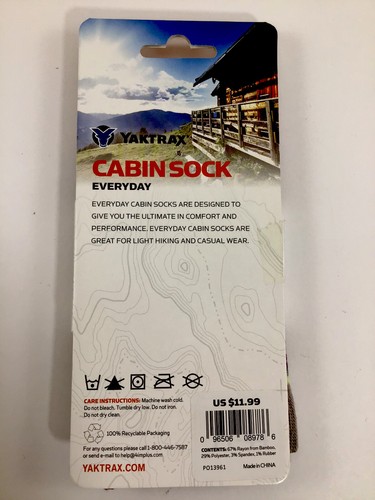 YAKTRAX
CABIN SOCK
EVERYDAY
EVERYDAY CABIN SOCKS ARE DESIGNED TO
GIVE YOU THE ULTIMATE IN COMFORT AND
PERFORMANCE. EVERYDAY CABIN SOCKS ARE
GREAT FOR LIGHT HIKING AND CASUAL WEAR.
CARE INSTRUCTIONS: Machine wash cold.
Do not bleach. Tumble dry low. Do not iron.
Do not dry clean.
100% Recyclable Packaging
For any questions please call 1-800-446-7587
or send e-mail to help@4implus.com
YAKTRAX.COM
US $11.99
0 96506 08978 6
CONTENTS: 67% Rayon from Bamboo,
29% Polyester, 3% Spandex, 1% Rubber
PO13961 Made in CHINA